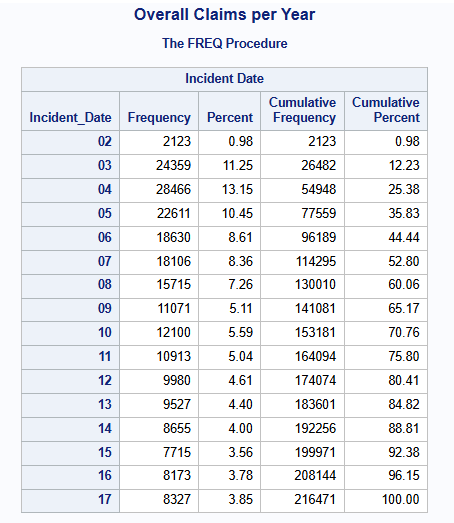 Overall Claims per Year
The FREQ Procedure
Incident Date
Incident_Date Frequency Percent Cumulative Frequency Cumulative Percent
02 2123 0.98 2123 0.98
03 24359 11.25 26482 12.23
04 28466 13.15 54948 25.38
05 22611 10.45 77559 35.83
06 18630 8.61 96189 44.44
07 18106 8.36 114295 52.80
08 15715 7.26 130010 60.06
09 11071 5.11 141081 65.17
10 12100 5.59 153181 70.76
11 10913 5.04 164094 75.80
12 9980 4.61 174074 80.41
13 9527 4.40 183601 84.82
14 8655 4.00 192256 88.81
15 7715 3.56 199971 92.38
16 8173 3.78 208144 96.15
17 8327 3.85 216471 100.00